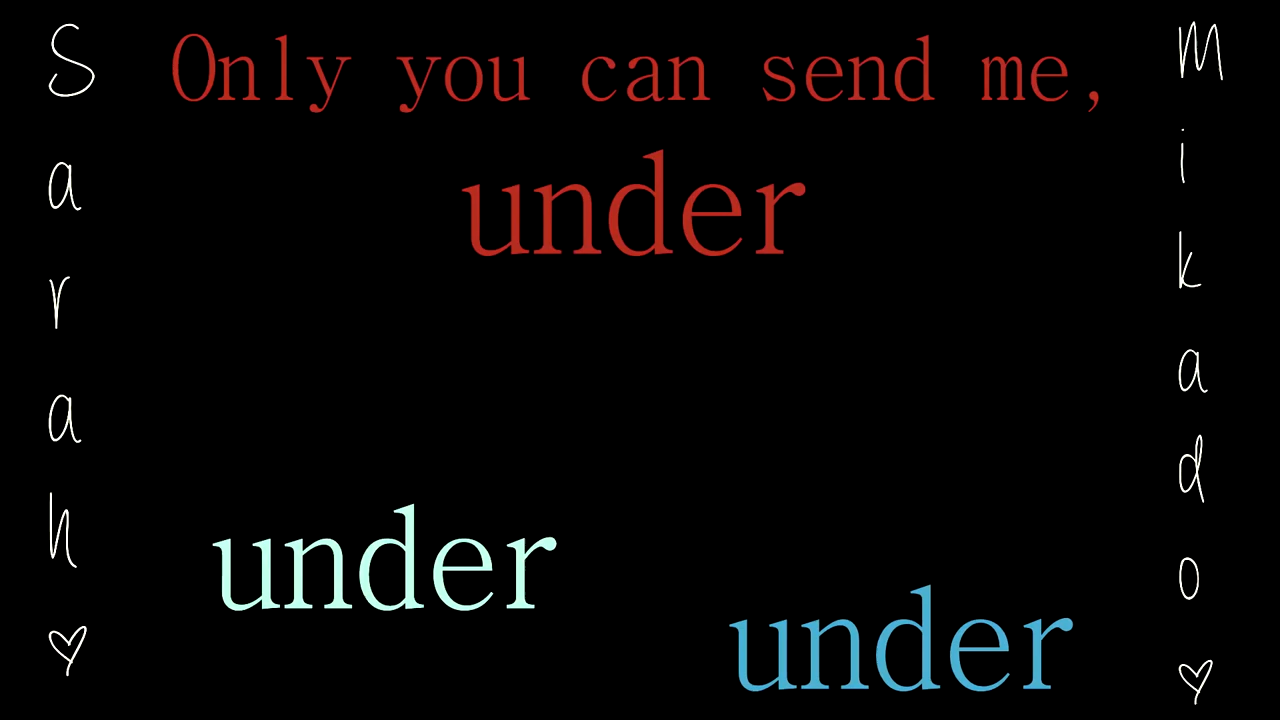 Sarah♡
Only you can send me,
under
under
under
Mikado♡